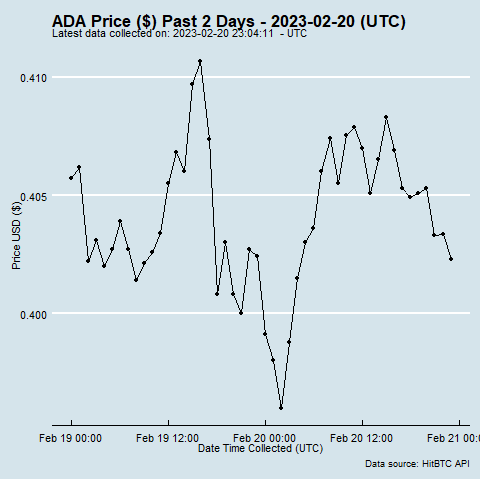 ADA Price ($) Past 2 Days - 2023-02-20 (UTC)
Latest data collected on: 2023-02-20 23:04:11 - UTC
0.410
0.405
0.400
Price USD ($)
Feb 19 00:00
Feb 19 12:00
Feb 20 00:00
Feb 20 12:00
Feb 21 00:0
Date Time Collected (UTC)
Data source: HitBTC API